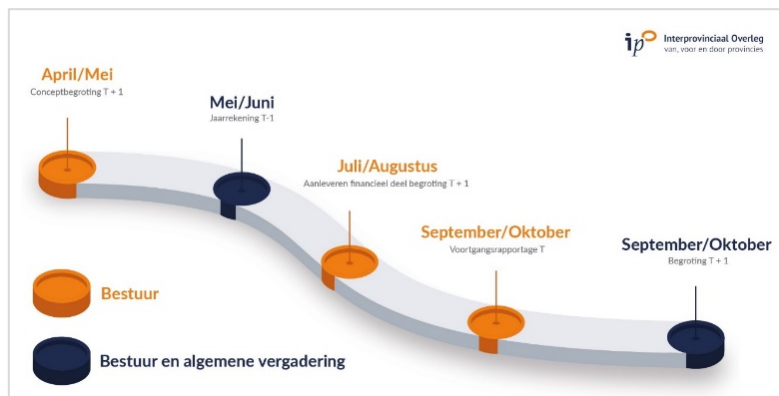 ip
Interprovinciaal Overleg
van, voor en door provincies
April/Mei
Conceptbegroting T + 1
Mei/Juni
Jaarrekening T-1
Juli/Augustus
Aanleveren financieel deel begroting T + 1
September/Oktober
Voortgangsrapportage T
September/Oktober
Begroting T + 1
Bestuur
Bestuur en algemene vergadering